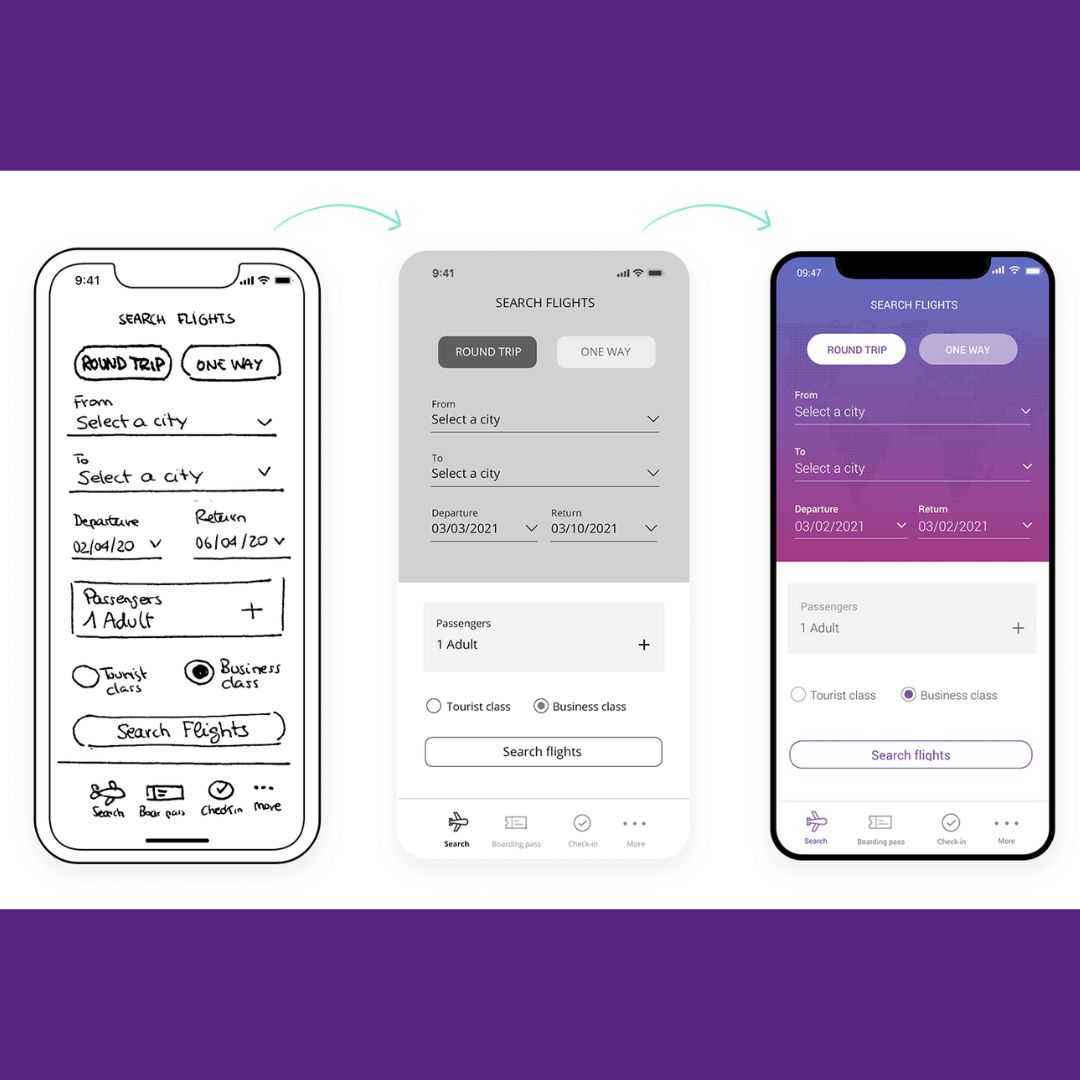 9:41
SEARCH FLIGHTS
ROUND TRIP
ONE WAY
From
Select a city
To
Select a city
Departure
Return
02/04/20
06/04/20
Passengers
1 Adult
Tourist class
Business class
Search Flights
Search
Boar pass
Check in
more
9:41
SEARCH FLIGHTS
ROUND TRIP
ONE WAY
From
Select a city
To
Select a city
Departure
Return
03/03/2021
03/10/2021
Passengers
1 Adult
Tourist class
Business class
Search flights
Search
Boarding pass
Check-in
More
09:47
SEARCH FLIGHTS
ROUND TRIP
ONE WAY
From
Select a city
To
Select a city
Departure
Return
03/02/2021
03/02/2021
Passengers
1 Adult
Tourist class
Business class
Search flights
Search
Boarding pass
Check-in
More